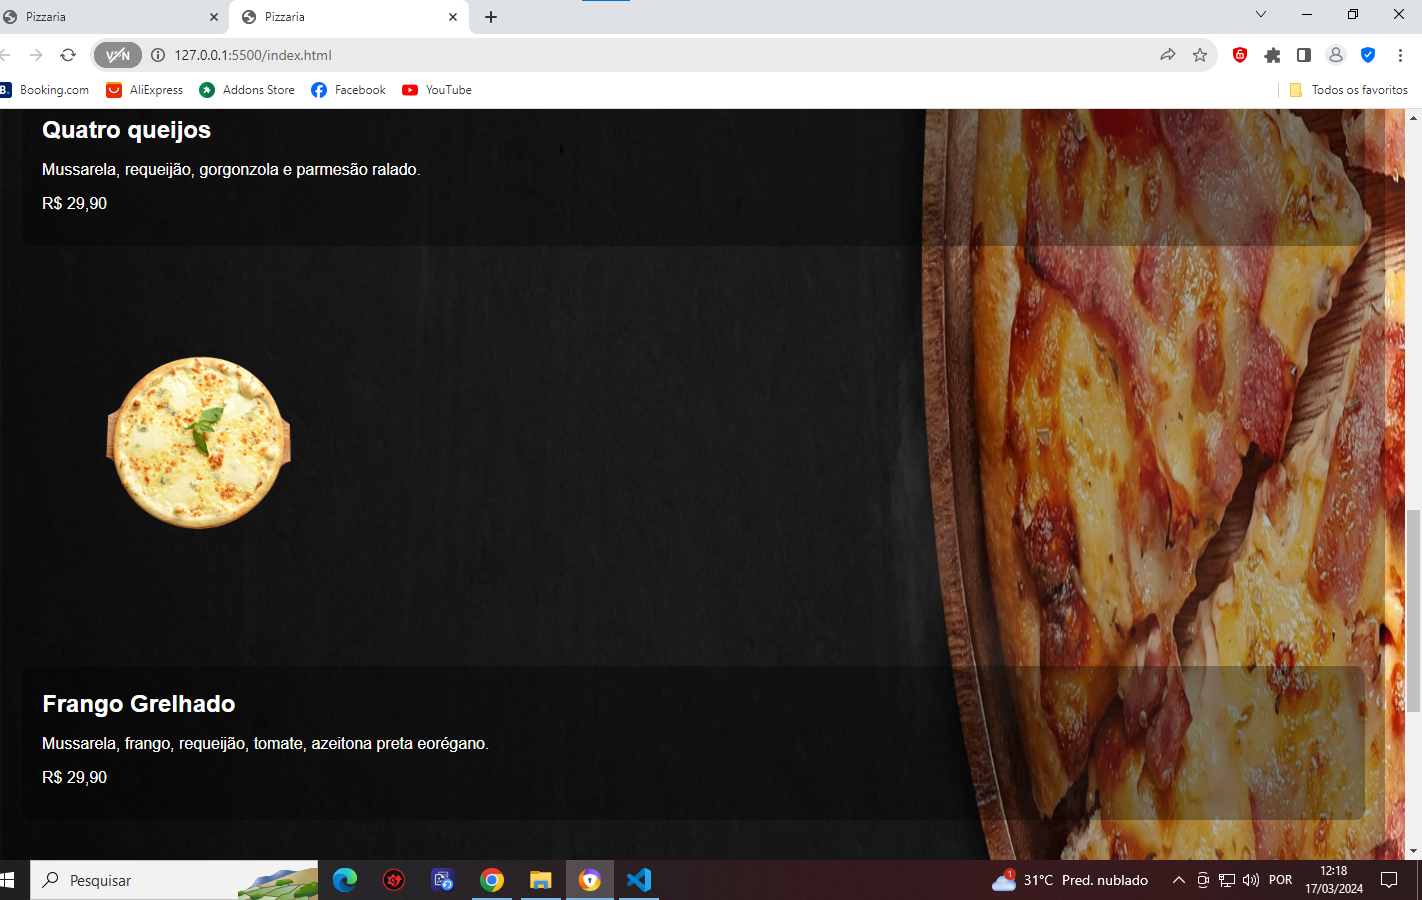 Pizzaria
Pizzaria
VPN
127.0.0.1:5500/index.html
B. Booking.com
AliExpress
Addons Store
Facebook
YouTube
Todos os favoritos
Quatro queijos
Mussarela, requeijão, gorgonzola e parmesão ralado.
R$ 29,90
Frango Grelhado
Mussarela, frango, requeijão, tomate, azeitona preta eorégano.
R$ 29,90
Pesquisar
1
31°C Pred. nublado
POR
12:18
17/03/2024